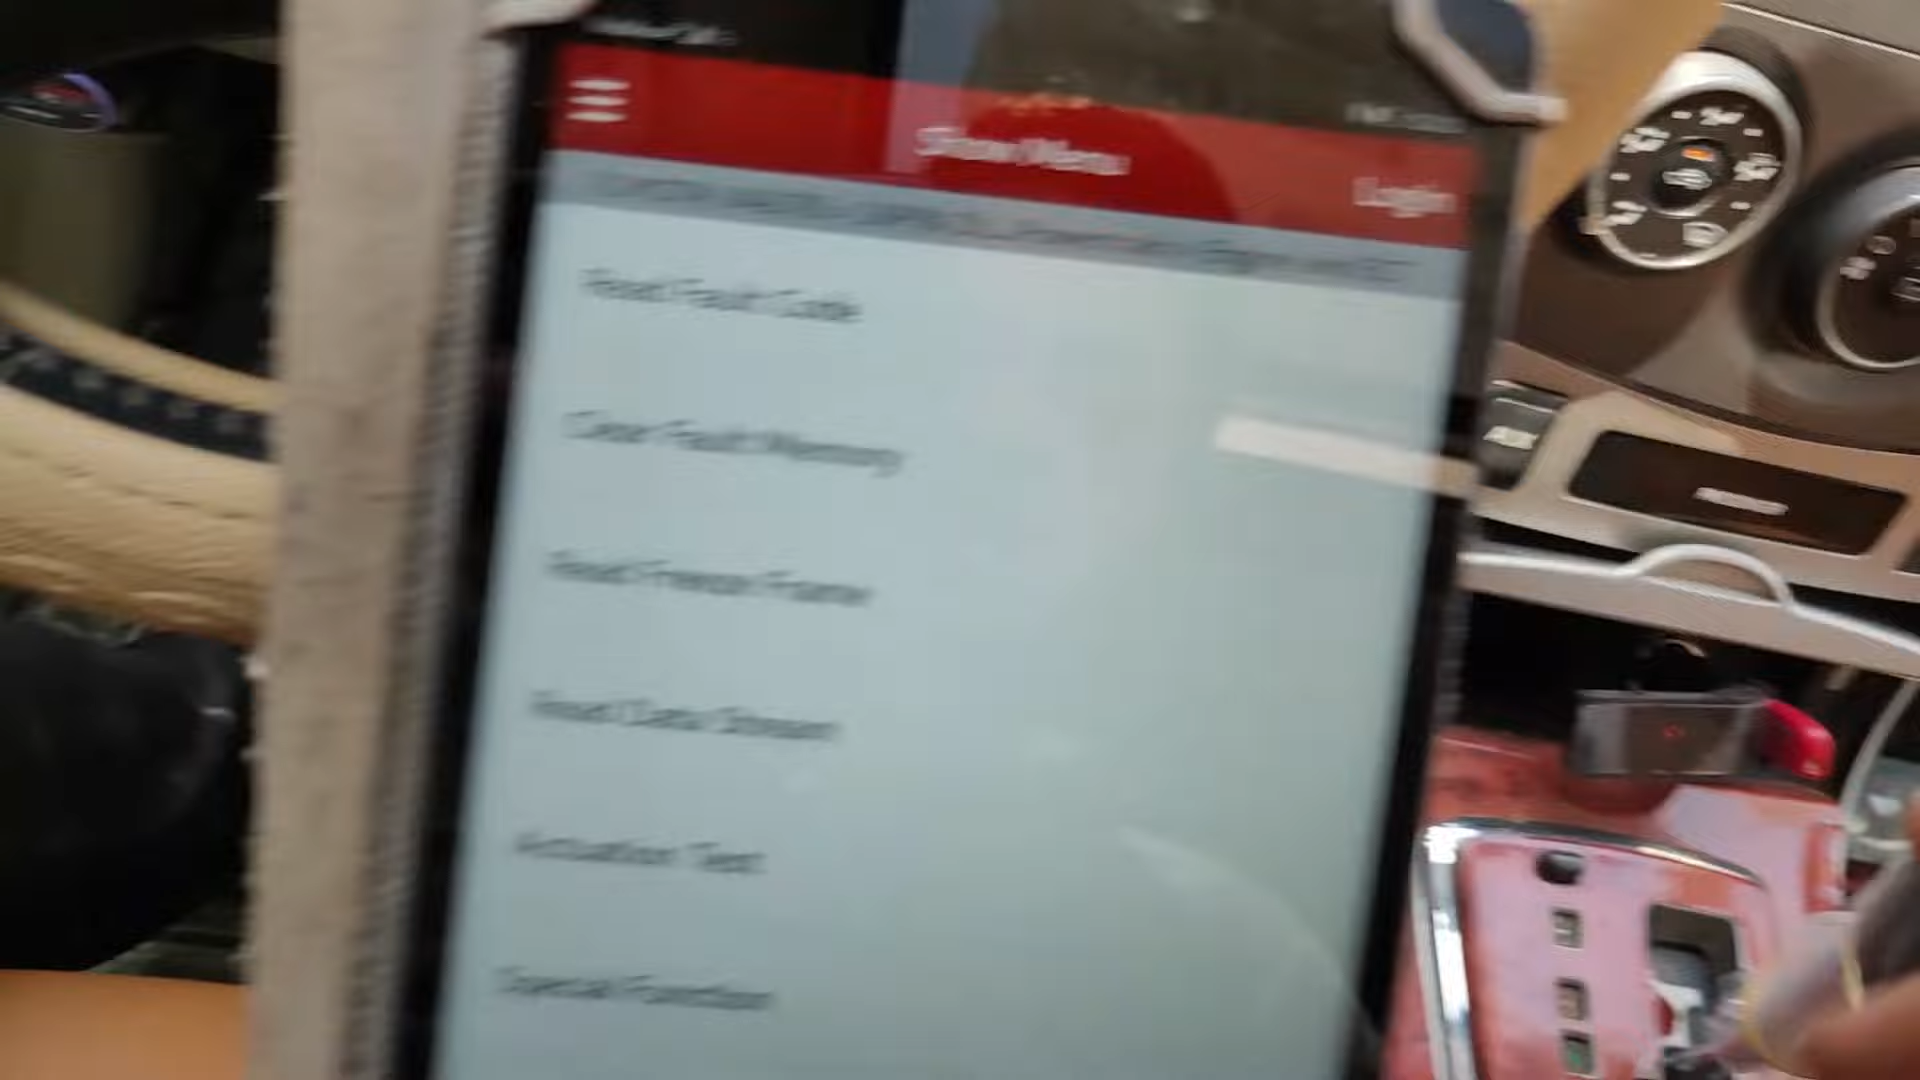 Show Menu
Login
Read Fault Code
Clear Fault Memory
Read Freeze Frame
Read Data Stream
Actuation Test
Special Function
AUX